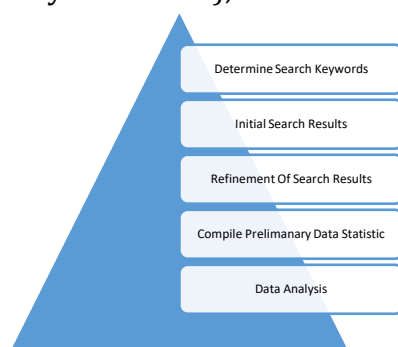 Determine Search Keywords
Initial Search Results
Refinement Of Search Results
Compile Prelimanary Data Statistic
Data Analysis